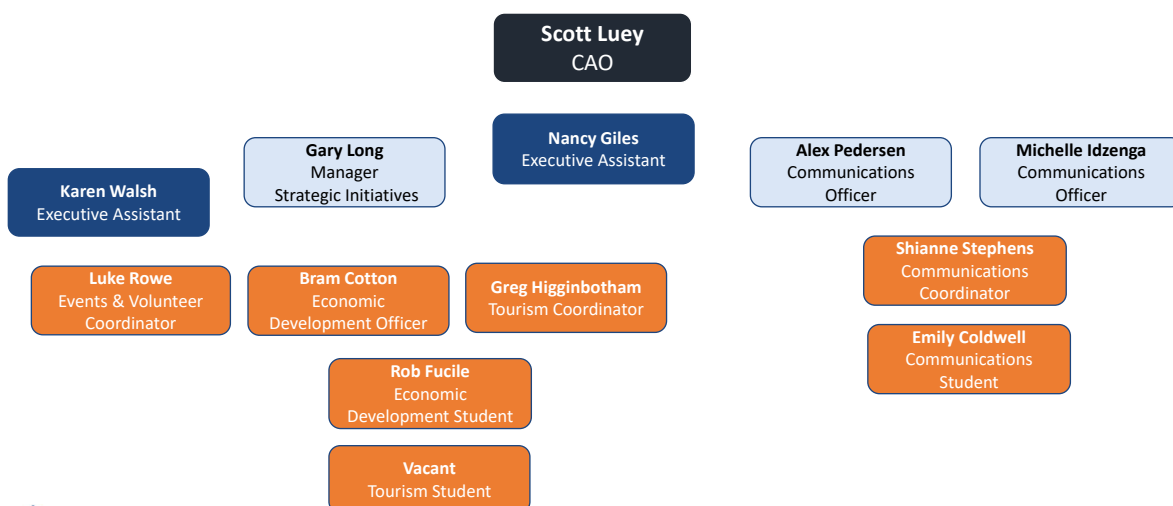 Scott Luey
CAO
Nancy Giles
Executive Assistant
Gary Long
Manager
Strategic Initiatives
Alex Pedersen
Communications
Officer
Michelle Idzenga
Communications
Officer
Karen Walsh
Executive Assistant
Shianne Stephens
Communications
Coordinator
Luke Rowe
Events & Volunteer
Coordinator
Bram Cotton
Economic
Development Officer
Greg Higginbotham
Tourism Coordinator
Emily Coldwell
Communications
Student
Rob Fucile
Economic
Development Student
Vacant
Tourism Student